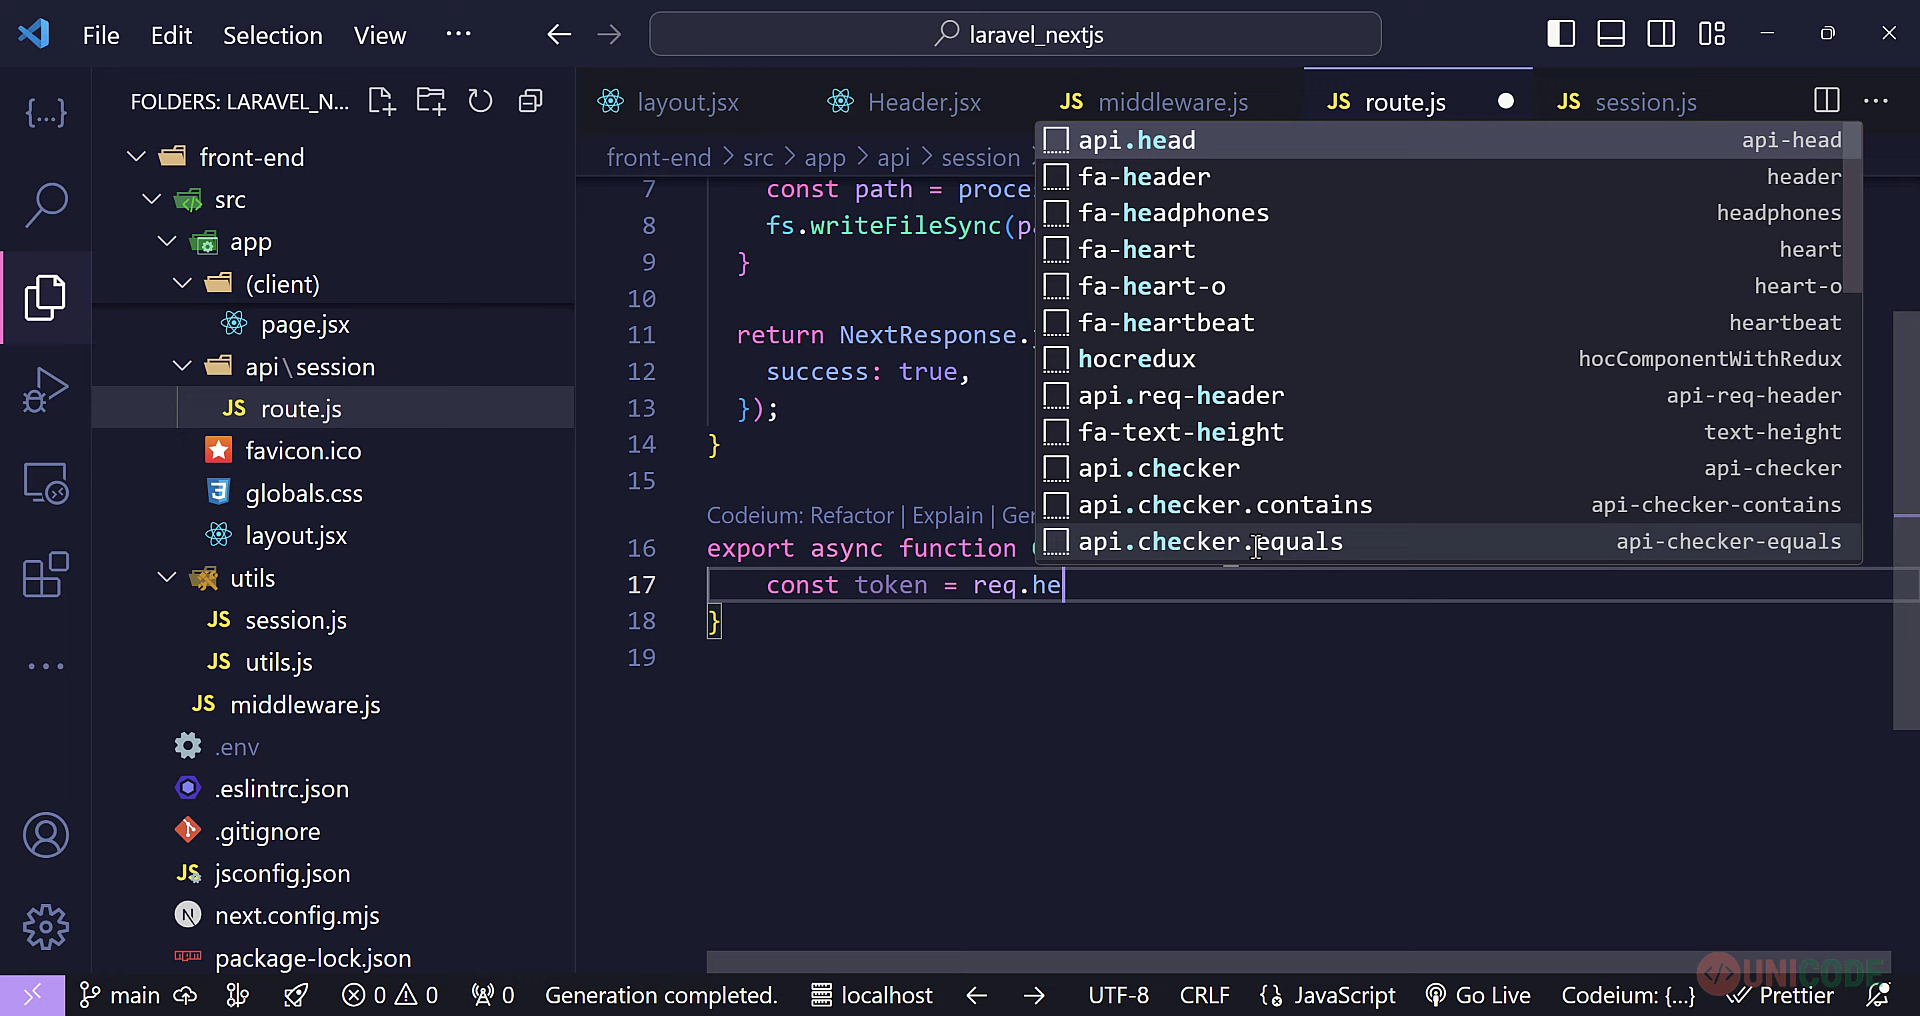 File Edit Selection View ··· laravel_nextjs
FOLDERS: LARAVEL_N...
front-end
src
app
(client)
page.jsx
api\session
JS route.js
favicon.ico
globals.css
layout.jsx
utils
JS session.js
JS utils.js
JS middleware.js
.env
.eslintrc.json
.gitignore
JS jsconfig.json
next.config.mjs
package-lock.json
layout.jsx Header.jsx JS middleware.js JS route.js JS session.js
front-end > src > app > api > session
7 const path = proce
8 fs.writeFileSync(p
9 }
10
11 return NextResponse.
12 success: true,
13 });
14 }
15
Codeium: Refactor | Explain | Ge
16 export async function
17 const token = req.he
18 }
19
api.head api-head
fa-header header
fa-headphones headphones
fa-heart heart
fa-heart-o heart-o
fa-heartbeat heartbeat
hocredux hocComponentWithRedux
api.req-header api-req-header
fa-text-height text-height
api.checker api-checker
api.checker.contains api-checker-contains
api.checker.equals api-checker-equals
UNICODE
main 0 0 0 Generation completed. localhost UTF-8 CRLF JavaScript Go Live Codeium: {...} Prettier